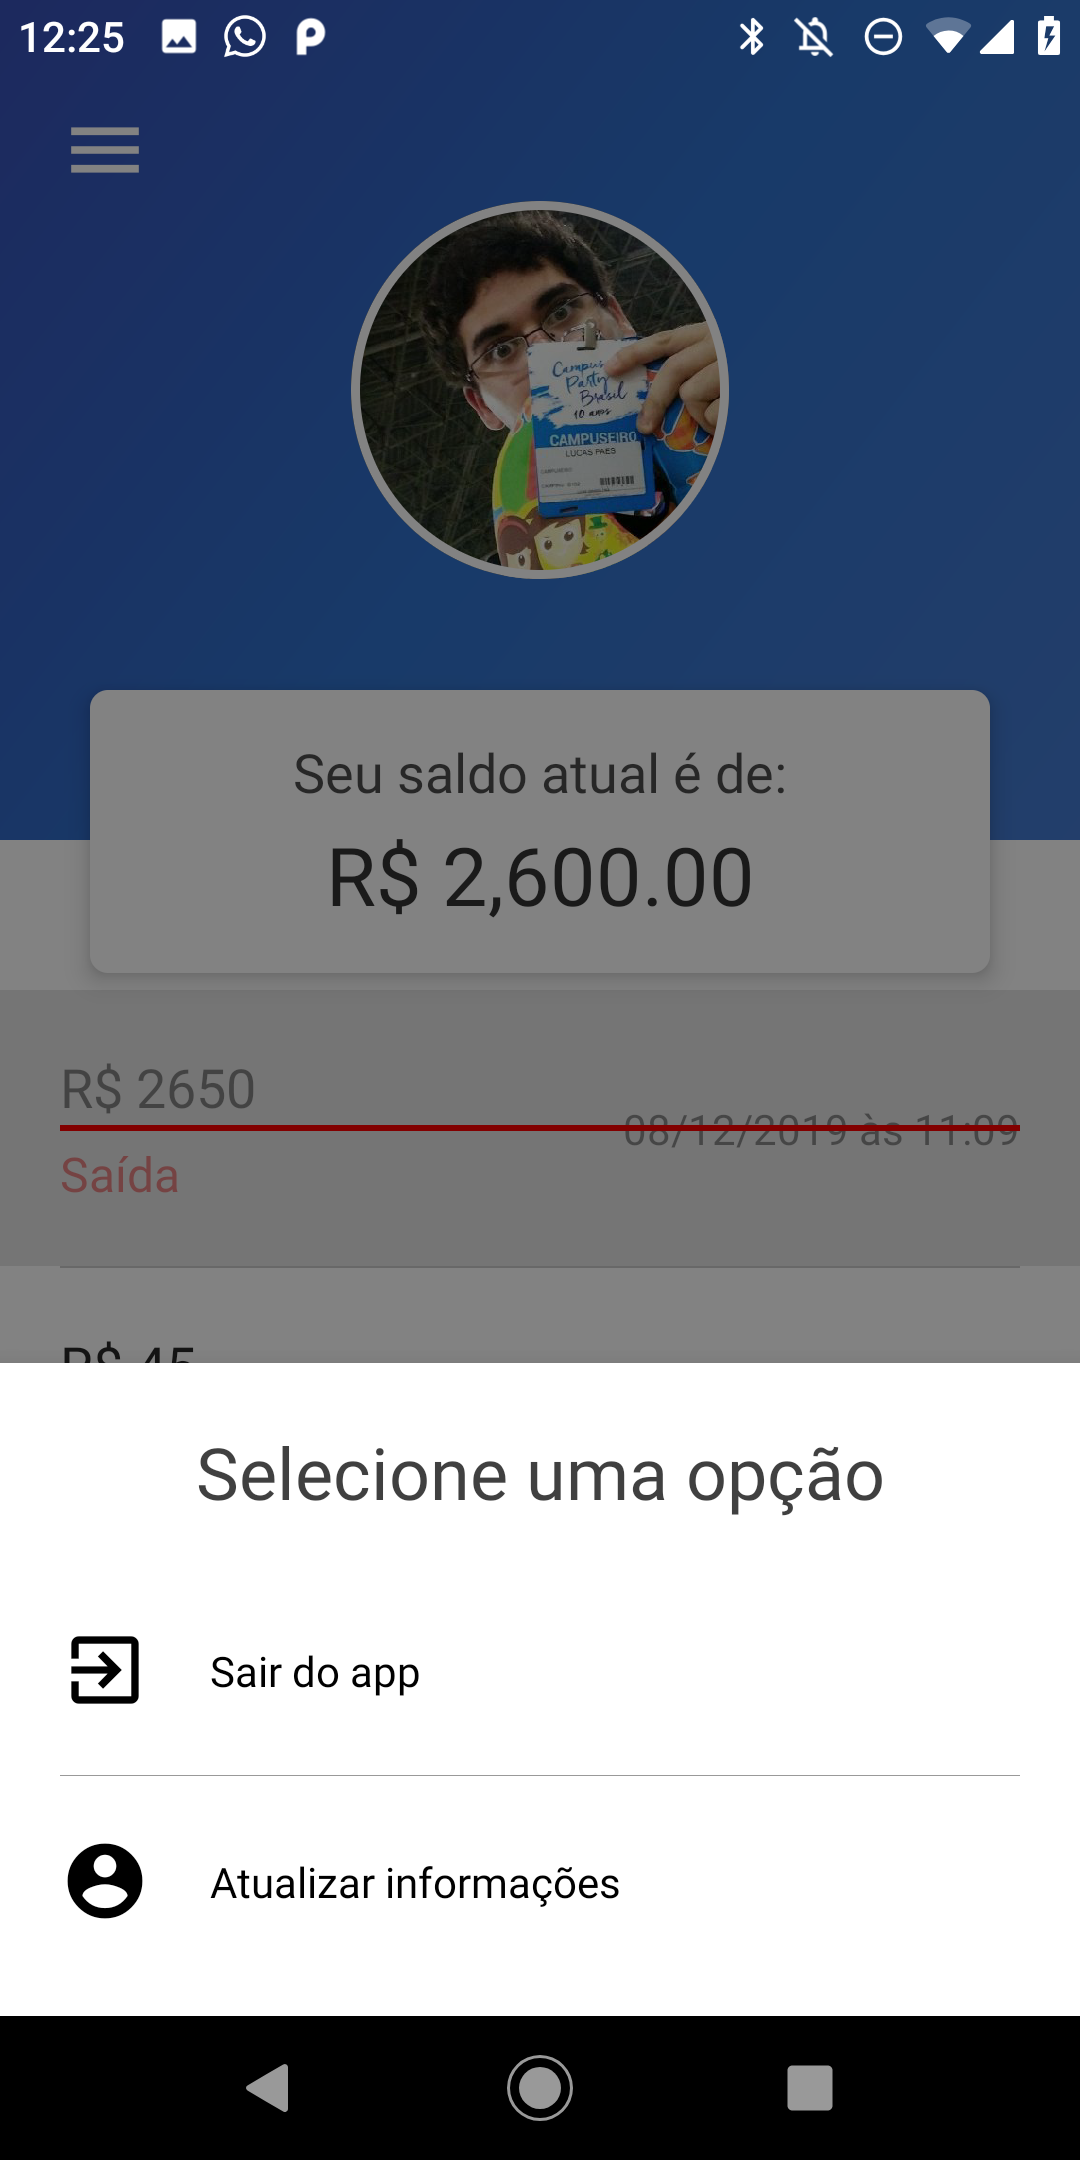 12:25
Campus
Party
Brasil
10 anos
CAMPUSEIRO
LUCAS PAES
Seu saldo atual é de:
R$ 2,600.00
R$ 2650
08/12/2019 às 11:09
Saída
R$ 45
Selecione uma opção
Sair do app
Atualizar informações